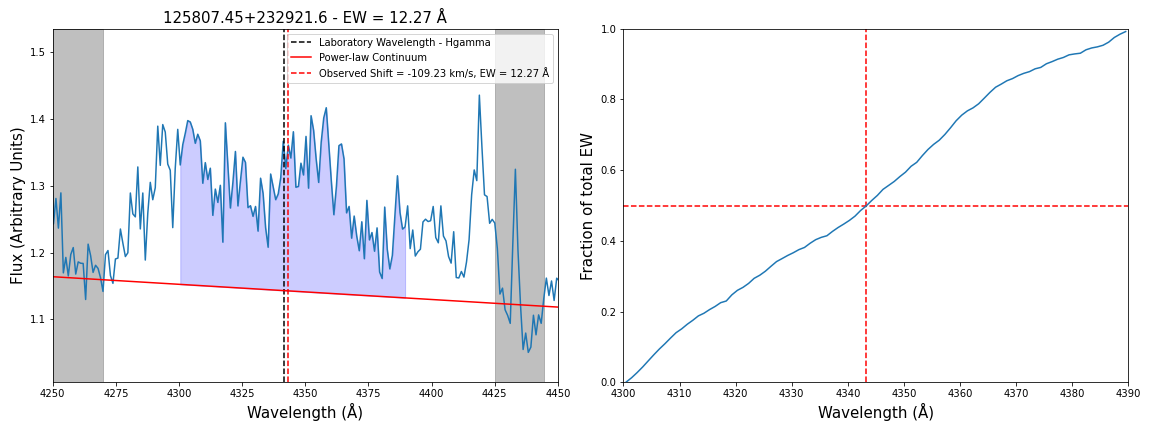 125807.45+232921.6 - EW = 12.27 Å
Laboratory Wavelength - Hgamma
Power-law Continuum
Observed Shift = -109.23 km/s, EW = 12.27 Å
Flux (Arbitrary Units)
1.5
1.4
1.3
1.2
1.1
4250 4275 4300 4325 4350 4375 4400 4425 4450
Wavelength (Å)
Fraction of total EW
1.0
0.8
0.6
0.4
0.2
0.0
4300 4310 4320 4330 4340 4350 4360 4370 4380 4390
Wavelength (Å)